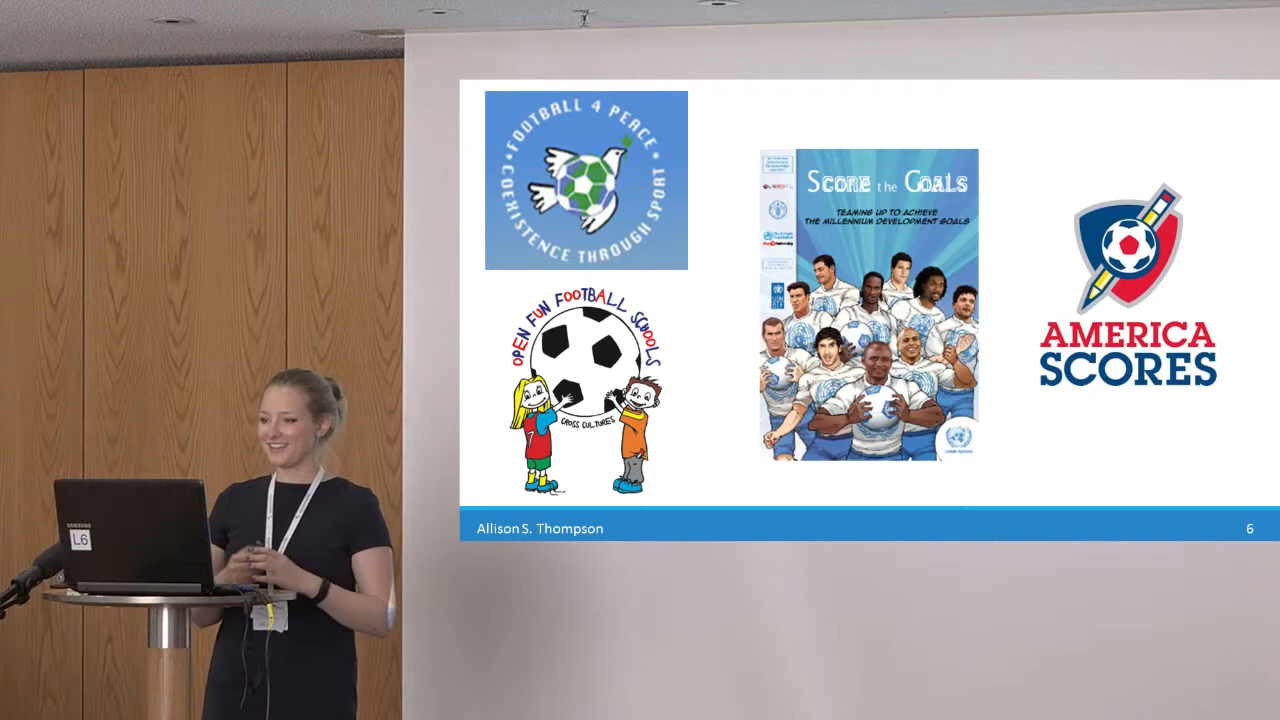 FOOTBALL 4 PEACE
COEXISTENCE THROUGH SPORT
OPEN FUN FOOTBALL SCHOOLS
CROSS CULTURES
7
SCORE the GOALS
TEAMING UP TO ACHIEVE
THE MILLENNIUM DEVELOPMENT GOALS
AMERICA
SCORES
SAMSUNG
L6
Allison S. Thompson
6